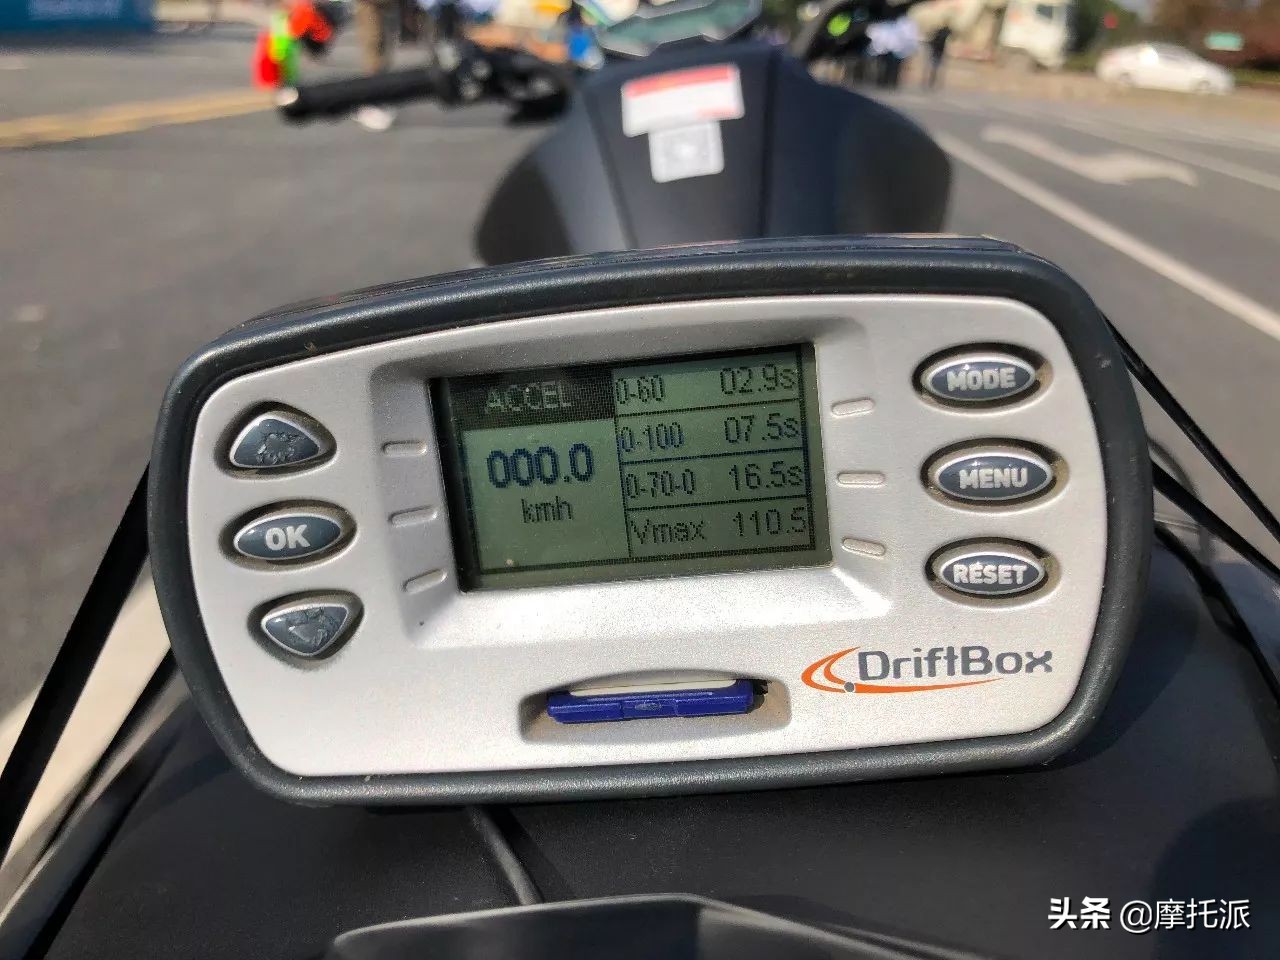 ACCEL
000.0
kmh
0-60 02.9s
0-100 07.5s
0-70-0 16.5s
Vmax 110.5
OK
MODE
MENU
RESET
DriftBox
头条 @摩托派